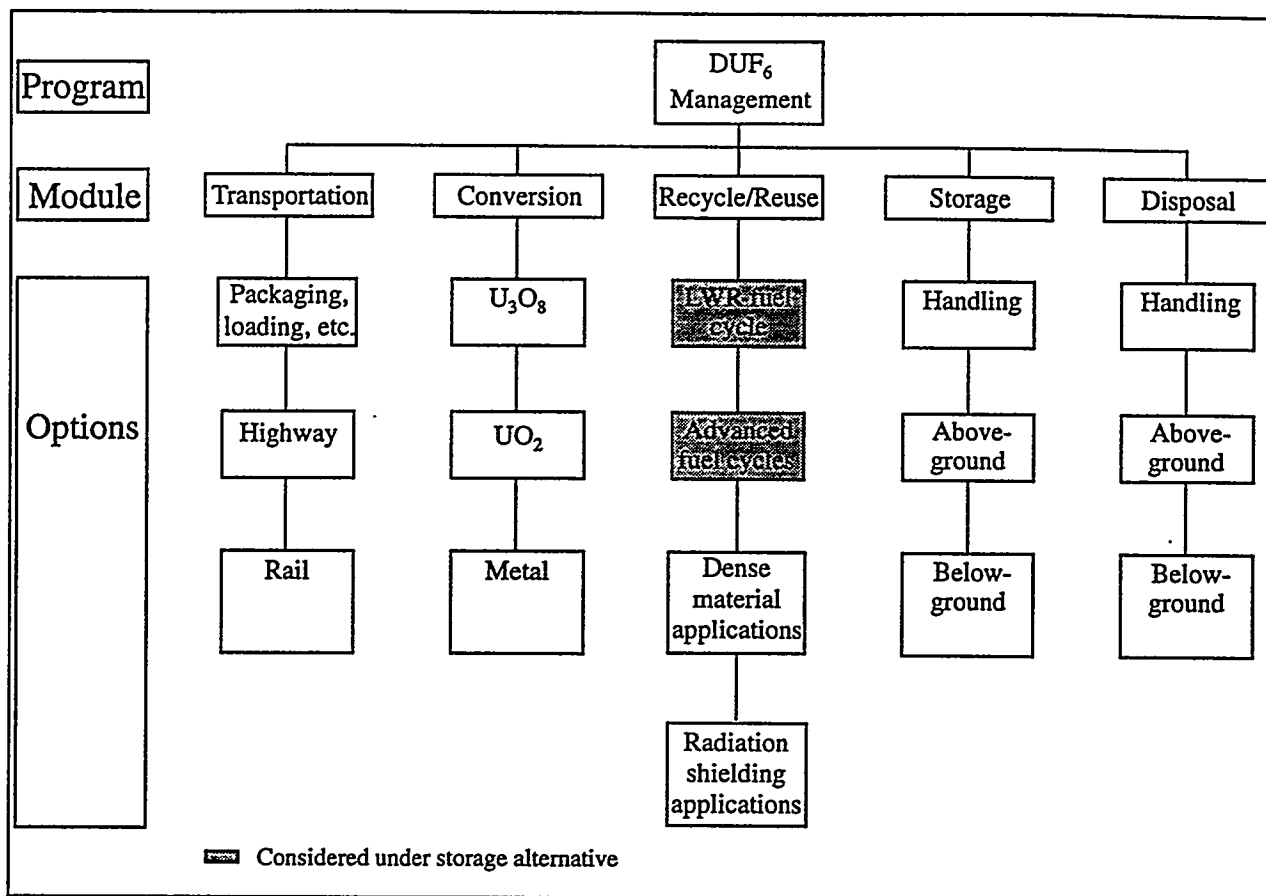 Program
DUF₆
Management
Module
Transportation
Conversion
Recycle/Reuse
Storage
Disposal
Options
Packaging,
loading, etc.
U₃O₈
LWR-fuel
cycle
Handling
Handling
Highway
UO₂
Advanced
fuel cycles
Above-
ground
Above-
ground
Rail
Metal
Dense
material
applications
Below-
ground
Below-
ground
Radiation
shielding
applications
Considered under storage alternative